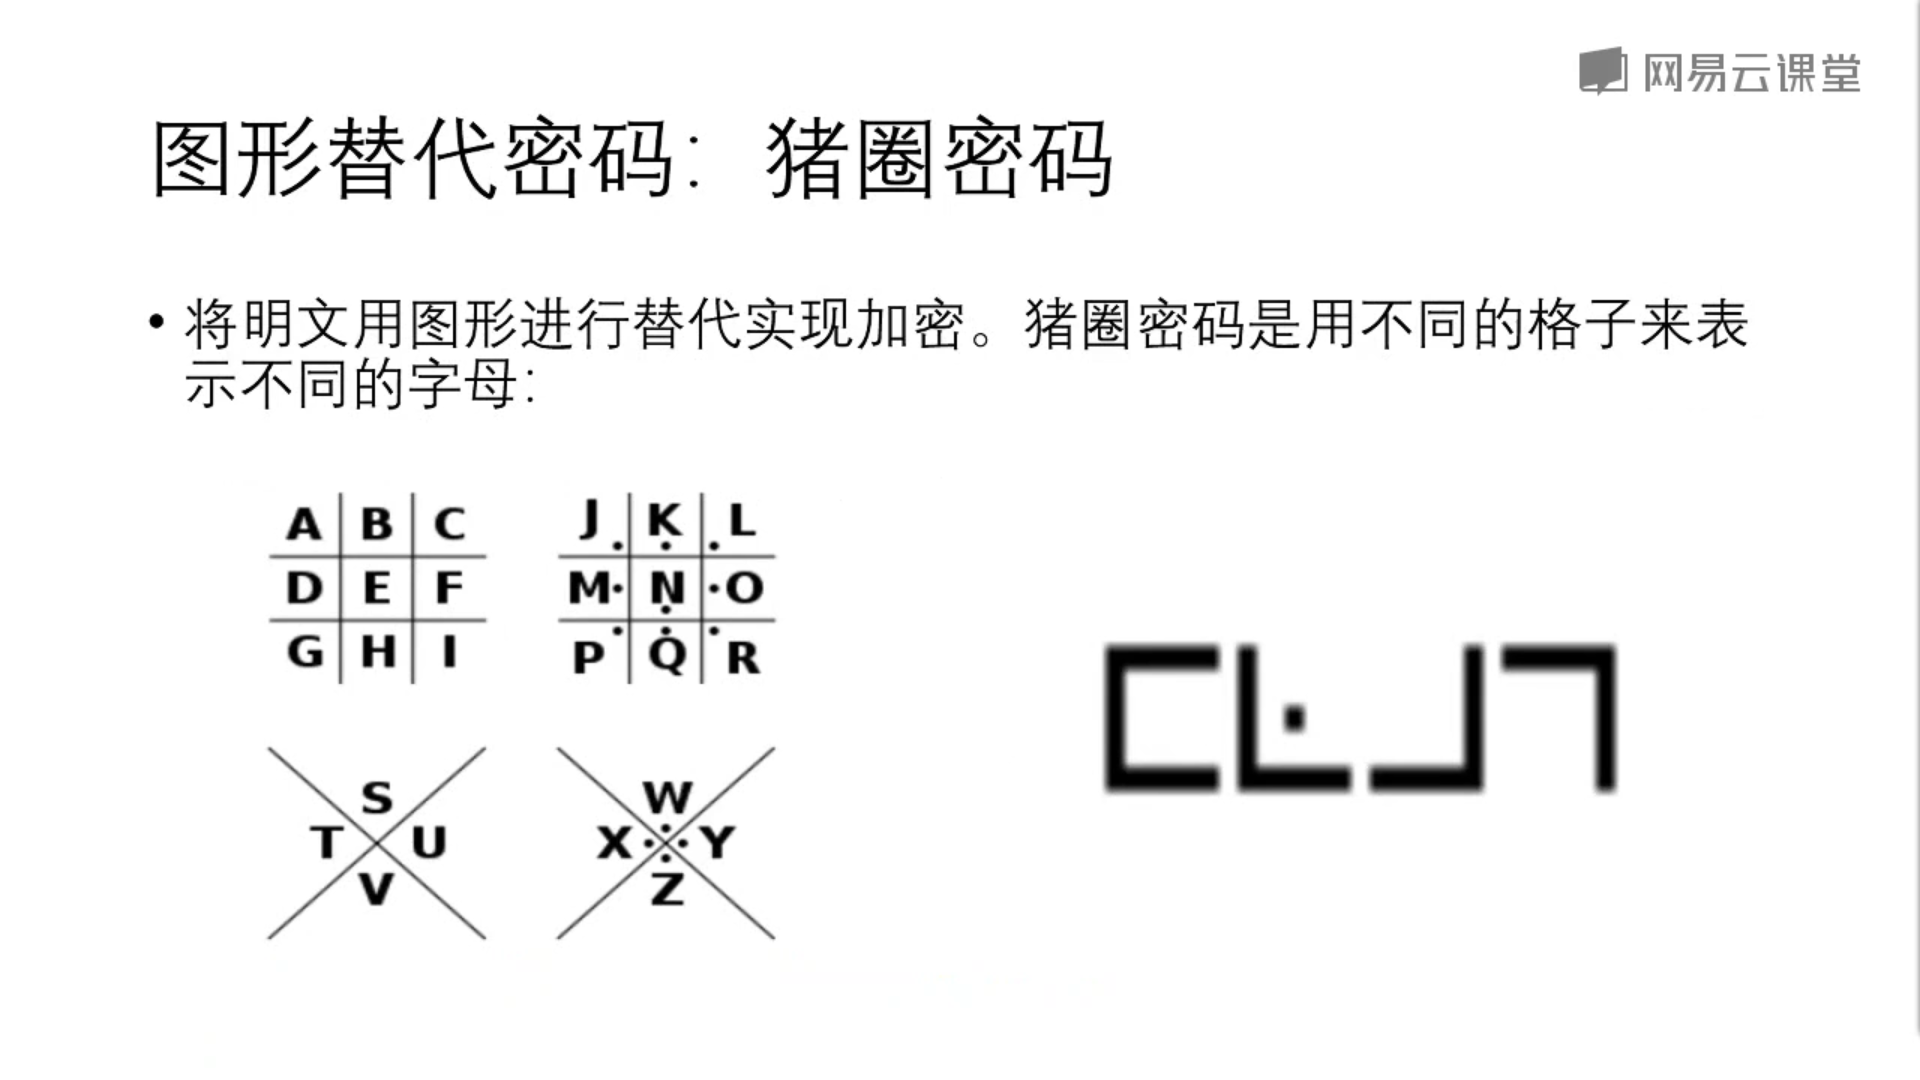 网易云课堂
图形替代密码：猪圈密码
• 将明文用图形进行替代实现加密。猪圈密码是用不同的格子来表
示不同的字母：
A B C
D E F
G H I
J K L
M N O
P Q R
S
T U
V
W
X Y
Z